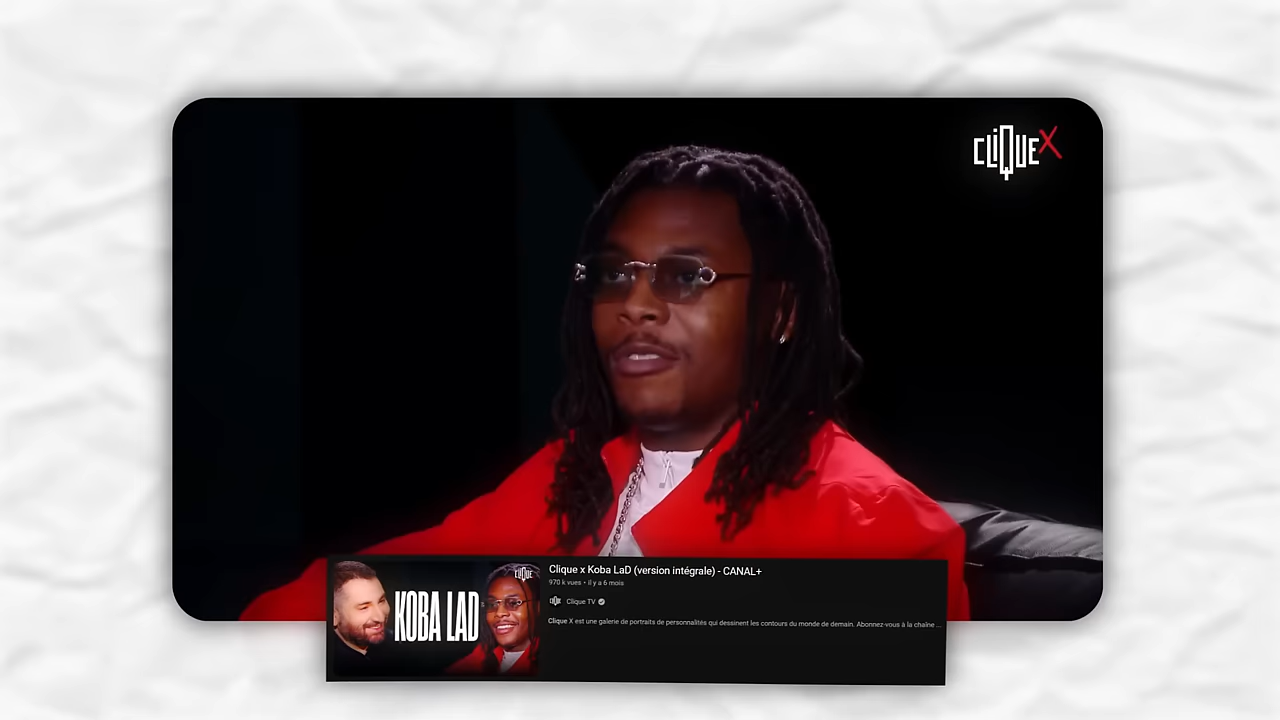 CLIQUE X
CLIQUE
KOBA LAD
Clique x Koba LaD (version intégrale) - CANAL+
970 k vues • il y a 6 mois
Clique TV
Clique X est une galerie de portraits de personnalités qui dessinent les contours du monde de demain. Abonnez-vous à la chaîne ...